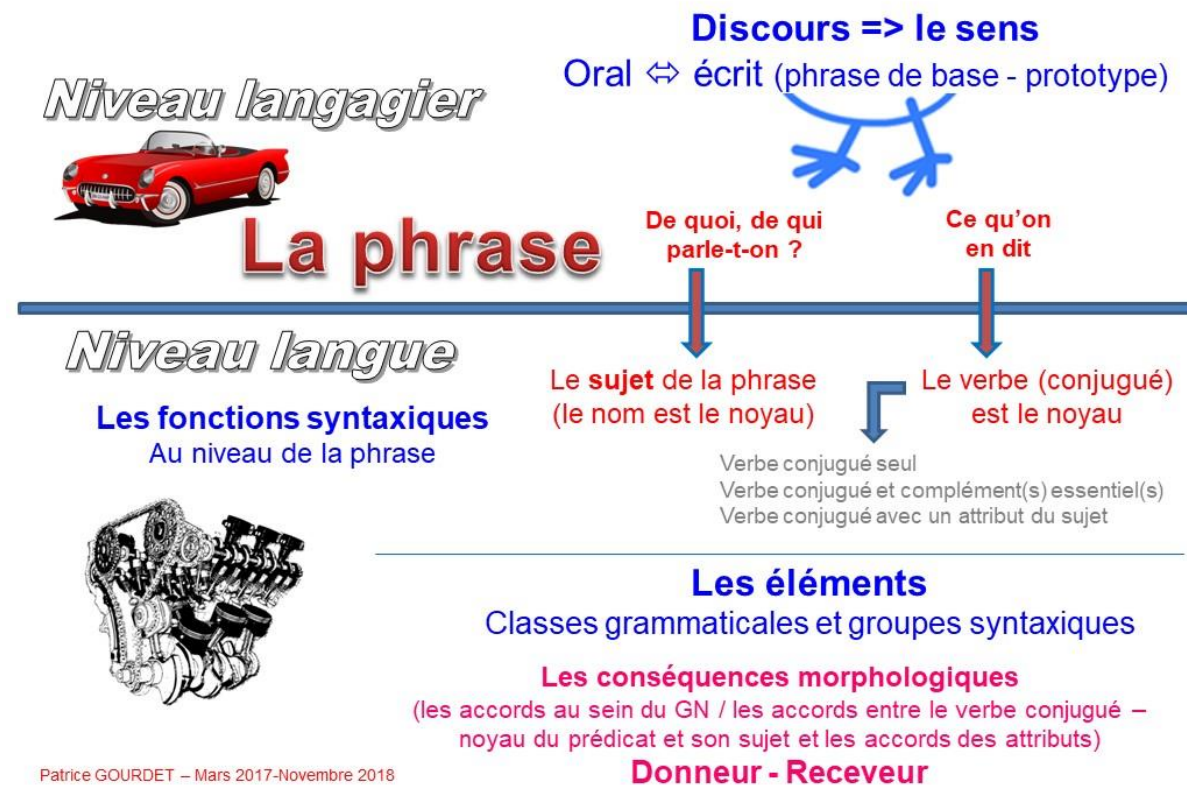 Discours => le sens
Oral ⇔ écrit (phrase de base - prototype)
Niveau langagier
De quoi, de qui
parle-t-on ?
Ce qu’on
en dit
La phrase
Niveau langue
Le sujet de la phrase
(le nom est le noyau)
Le verbe (conjugué)
est le noyau
Les fonctions syntaxiques
Au niveau de la phrase
Verbe conjugué seul
Verbe conjugué et complément(s) essentiel(s)
Verbe conjugué avec un attribut du sujet
Les éléments
Classes grammaticales et groupes syntaxiques
Les conséquences morphologiques
(les accords au sein du GN / les accords entre le verbe conjugué –
noyau du prédicat et son sujet et les accords des attributs)
Donneur - Receveur
Patrice GOURDET – Mars 2017-Novembre 2018